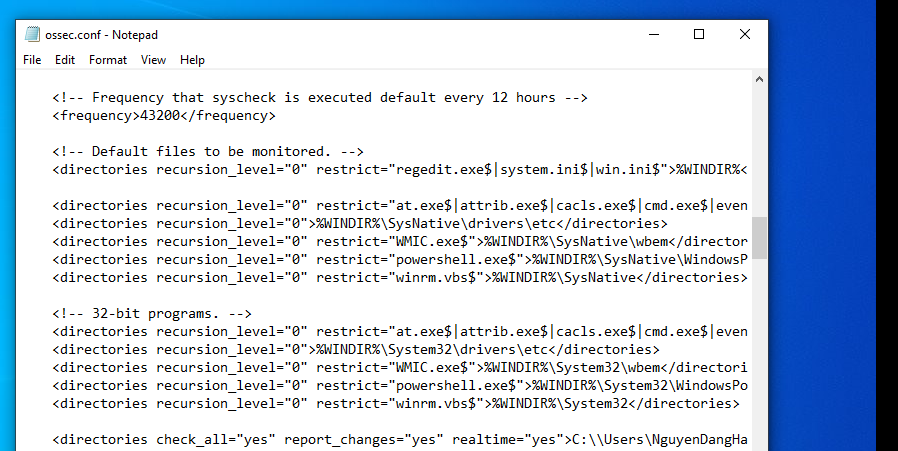 ossec.conf - Notepad
File Edit Format View Help
<!-- Frequency that syscheck is executed default every 12 hours -->
<frequency>43200</frequency>
<!-- Default files to be monitored. -->
<directories recursion_level="0" restrict="regedit.exe$|system.ini$|win.ini$">%WINDIR%<
<directories recursion_level="0" restrict="at.exe$|attrib.exe$|cacls.exe$|cmd.exe$|even
<directories recursion_level="0">%WINDIR%\SysNative\drivers\etc</directories>
<directories recursion_level="0" restrict="WMIC.exe$">%WINDIR%\SysNative\wbem</director
<directories recursion_level="0" restrict="powershell.exe$">%WINDIR%\SysNative\WindowsP
<directories recursion_level="0" restrict="winrm.vbs$">%WINDIR%\SysNative</directories>
<!-- 32-bit programs. -->
<directories recursion_level="0" restrict="at.exe$|attrib.exe$|cacls.exe$|cmd.exe$|even
<directories recursion_level="0">%WINDIR%\System32\drivers\etc</directories>
<directories recursion_level="0" restrict="WMIC.exe$">%WINDIR%\System32\wbem</directori
<directories recursion_level="0" restrict="powershell.exe$">%WINDIR%\System32\WindowsPo
<directories recursion_level="0" restrict="winrm.vbs$">%WINDIR%\System32</directories>
<directories check_all="yes" report_changes="yes" realtime="yes">C:\\Users\NguyenDangHa